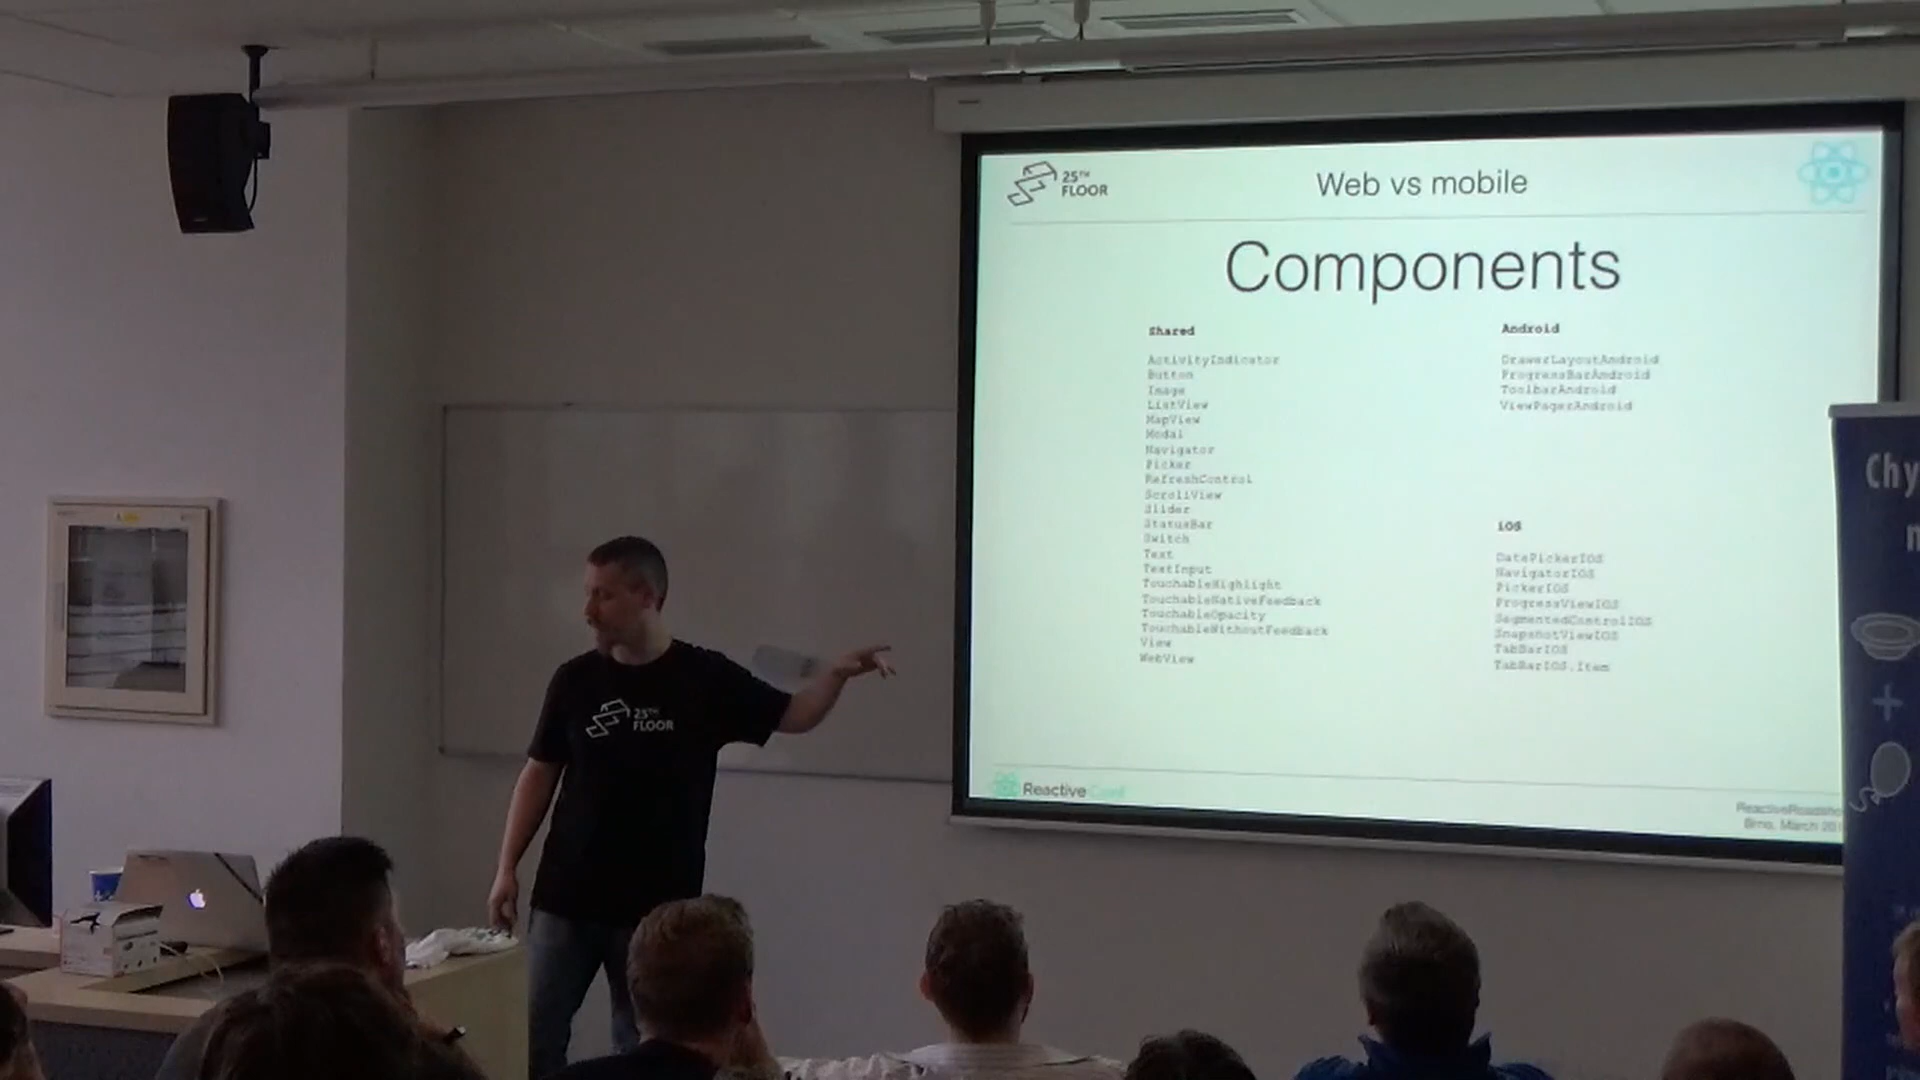 25TH
FLOOR
Web vs mobile
Components
Shared
ActivityIndicator
Button
Image
ListView
MapView
Modal
Navigator
Picker
RefreshControl
ScrollView
Slider
StatusBar
Switch
Text
TextInput
TouchableHighlight
TouchableNativeFeedback
TouchableOpacity
TouchableWithoutFeedback
View
WebView
Android
DrawerLayoutAndroid
ProgressBarAndroid
ToolbarAndroid
ViewPagerAndroid
iOS
DatePickerIOS
NavigatorIOS
PickerIOS
ProgressViewIOS
SegmentedControlIOS
SnapshotViewIOS
TabBarIOS
TabBarIOS.Item
ReactiveConf
Brno, March
25TH
FLOOR
Chy
+